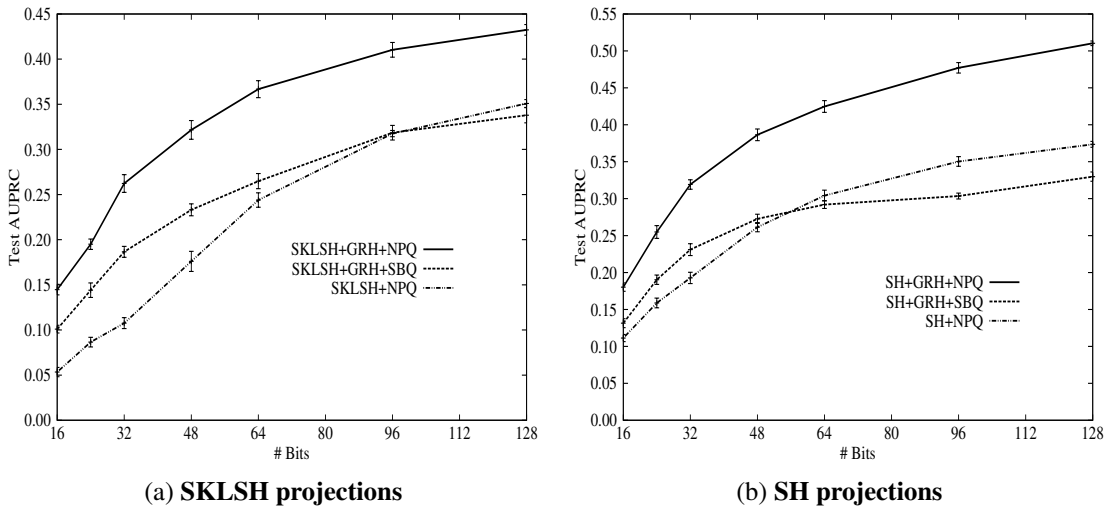 0.45
0.40
0.35
0.30
0.25
0.20
0.15
0.10
0.05
0.00
Test AUPRC
16 32 48 64 80 96 112 128
# Bits
SKLSH+GRH+NPQ
SKLSH+GRH+SBQ
SKLSH+NPQ
(a) SKLSH projections
0.55
0.50
0.45
0.40
0.35
0.30
0.25
0.20
0.15
0.10
0.05
0.00
Test AUPRC
16 32 48 64 80 96 112 128
# Bits
SH+GRH+NPQ
SH+GRH+SBQ
SH+NPQ
(b) SH projections